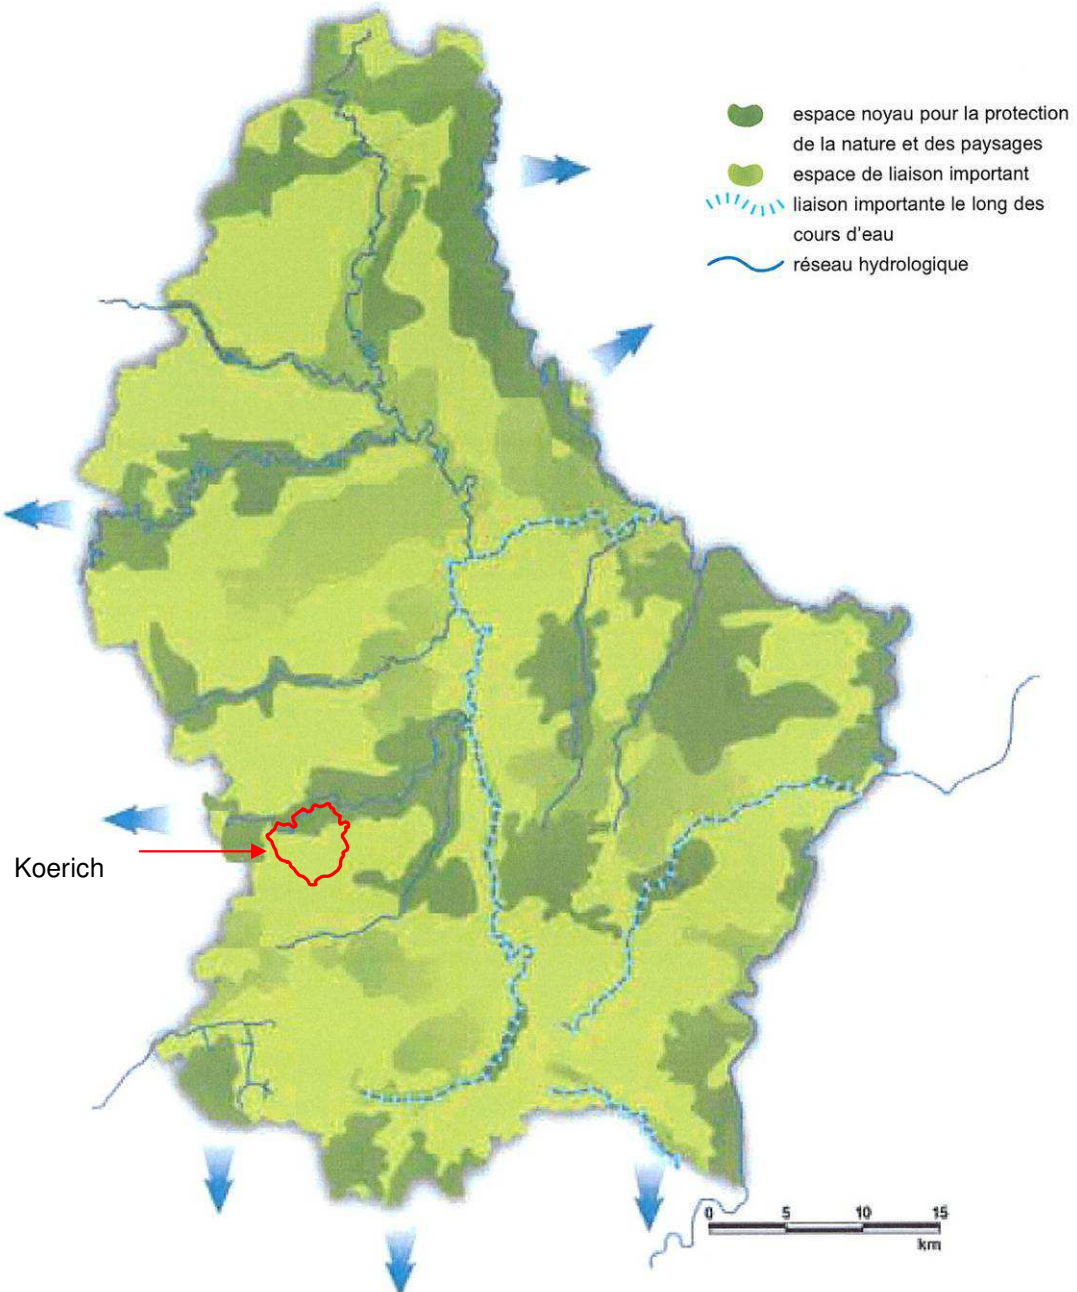 espace noyau pour la protection
de la nature et des paysages
espace de liaison important
liaison importante le long des
cours d'eau
réseau hydrologique
Koerich
0 5 10 15
km